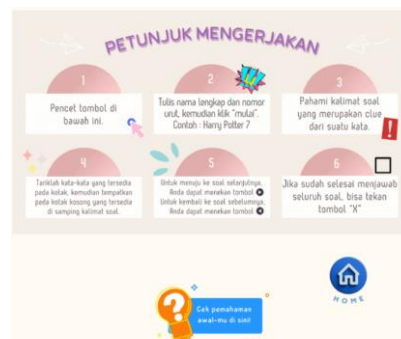 PETUNJUK MENGERJAKAN
1
Pencet tombol di
bawah ini.
2
Tulis nama lengkap dan nomor
urut, kemudian klik "mulai".
Contoh : Harry Potter 7
3
Pahami kalimat soal
yang merupakan clue
dari suatu kata.
4
Tariklah kata-kata yang tersedia
pada kotak, kemudian tempatkan
pada kotak kosong yang tersedia
di samping kalimat soal.
5
Untuk menuju ke soal selanjutnya,
Anda dapat menekan tombol
Untuk kembali ke soal sebelumnya,
Anda dapat menekan tombol
6
Jika sudah selesai menjawab
seluruh soal, bisa tekan
tombol "X"
HOME
Cek pemahaman
awal-mu di sini!